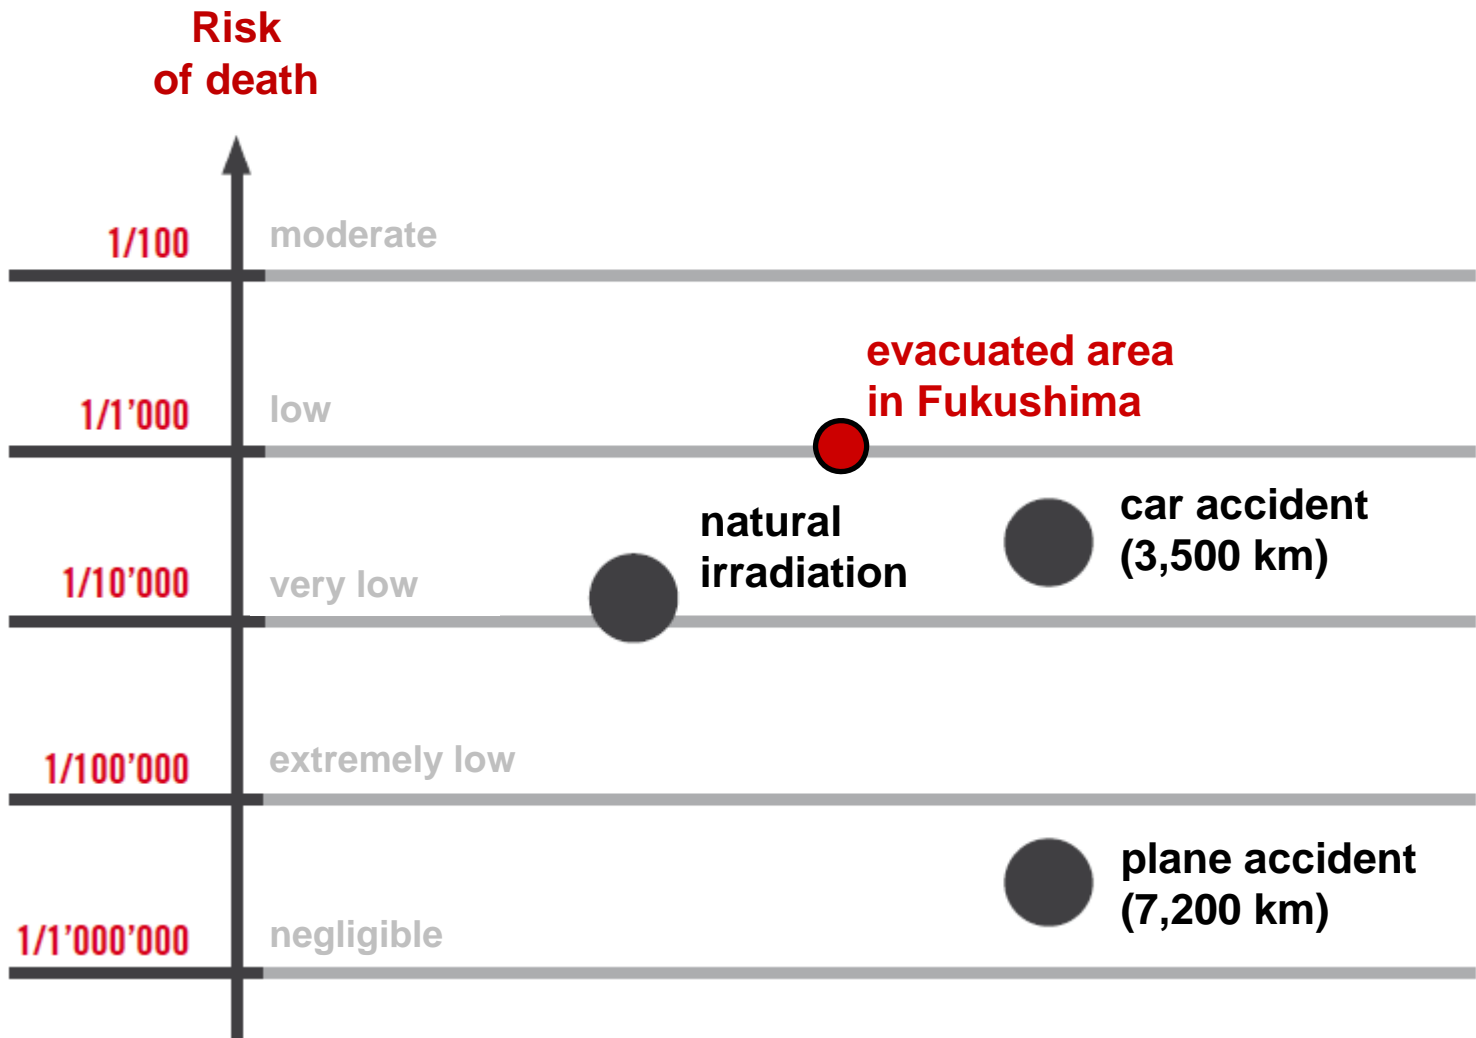 Risk
of death
1/100
moderate
evacuated area
in Fukushima
1/1’000
low
car accident
(3,500 km)
natural
irradiation
1/10’000
very low
1/100’000
extremely low
plane accident
(7,200 km)
1/1’000’000
negligible